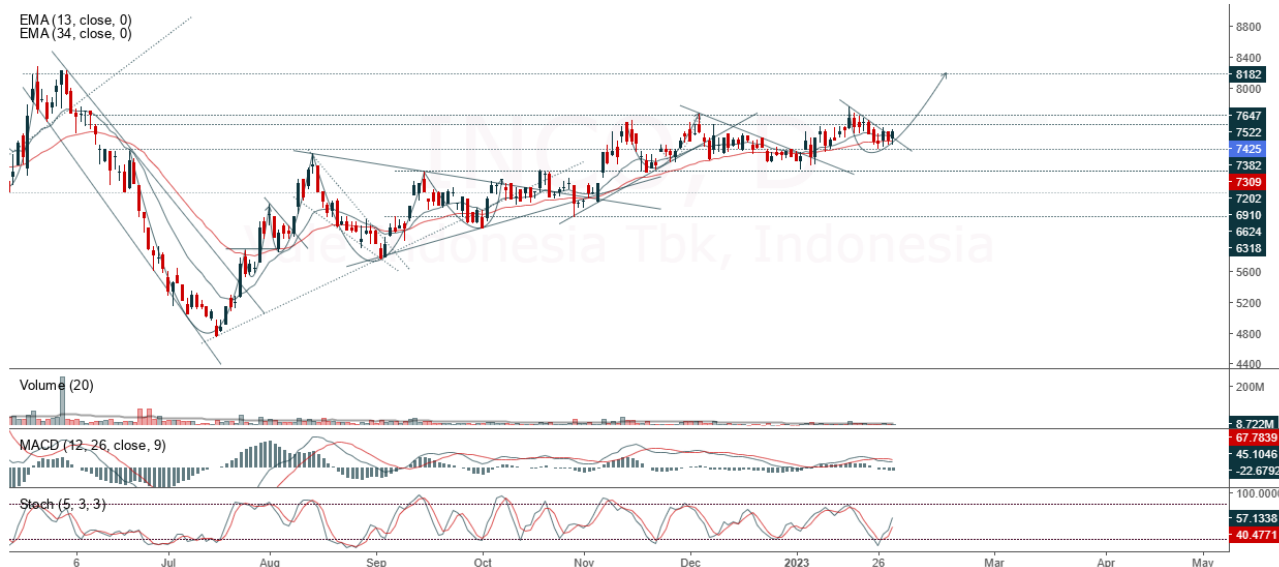 EMA (13, close, 0)
EMA (34, close, 0)
INCO, D
Vale Indonesia Tbk, Indonesia
8800
8400
8182
8000
7647
7522
7425
7382
7309
7202
6910
6624
6318
5600
5200
4800
4400
Volume (20)
200M
8.722M
MACD (12, 26, close, 9)
67.7839
45.1046
-22.6792
Stoch (5, 3, 3)
100.0000
57.1338
40.4771
6 Jul Aug Sep Oct Nov Dec 2023 26 Mar Apr May